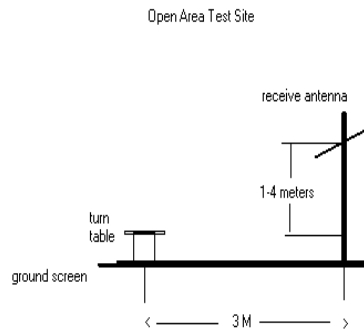 Open Area Test Site
receive antenna
1-4 meters
turn
table
ground screen
3 M